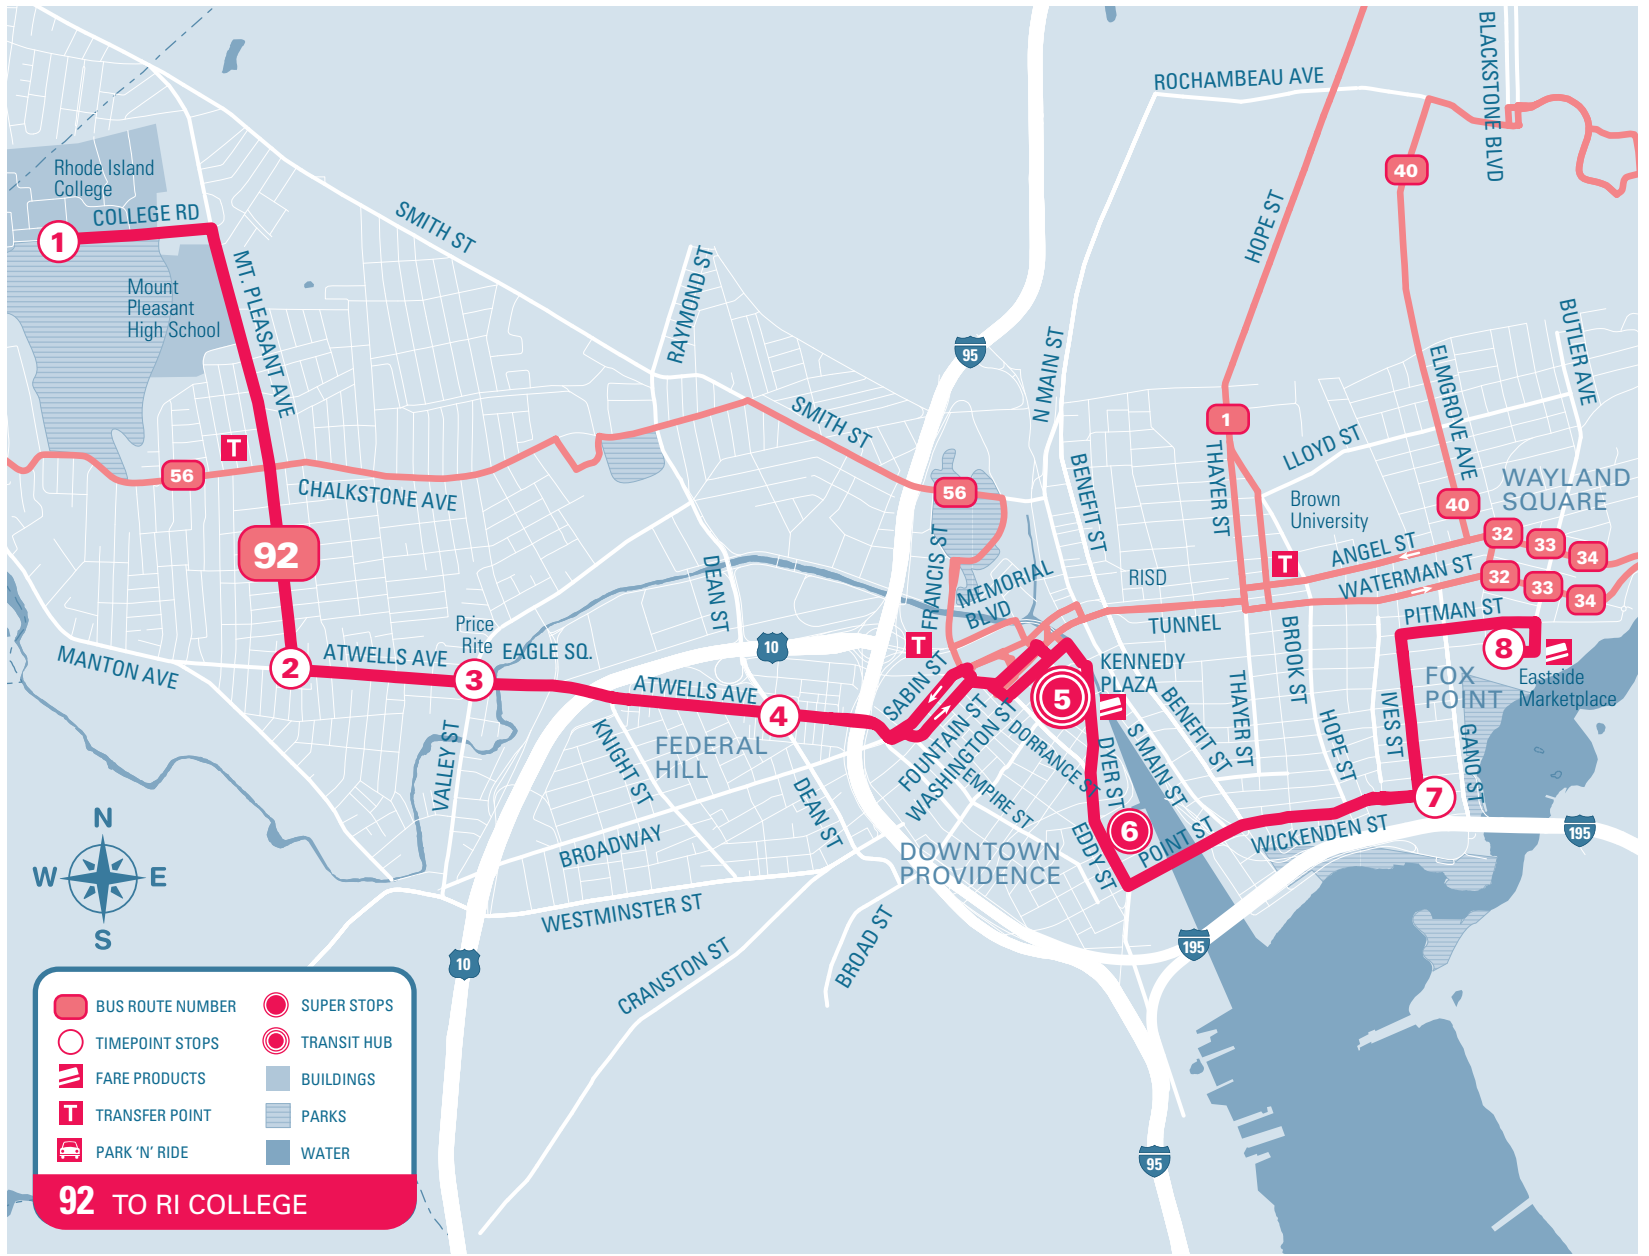 ROCHAMBEAU AVE
BLACKSTONE BLVD
Rhode Island
College
COLLEGE RD
1
SMITH ST
40
HOPE ST
Mount
Pleasant
High School
MT. PLEASANT AVE
RAYMOND ST
95
N MAIN ST
ELMGROVE AVE
BUTLER AVE
SMITH ST
1
THAYER ST
LLOYD ST
T
56
CHALKSTONE AVE
56
BENEFIT ST
Brown
University
40
WAYLAND
SQUARE
92
DEAN ST
FRANCIS ST
MEMORIAL
BLVD
RISD
T
ANGEL ST
WATERMAN ST
32
33
34
32
33
34
PITMAN ST
TUNNEL
BROOK ST
Price
Rite
EAGLE SQ.
10
T
MANTON AVE
2
ATWELLS AVE
3
ATWELLS AVE
4
SABIN ST
KENNEDY
PLAZA
5
8
Eastside
Marketplace
FOX
POINT
THAYER ST
BENEFIT ST
HOPE ST
IVES ST
GANO ST
VALLEY ST
KNIGHT ST
FEDERAL
HILL
DEAN ST
FOUNTAIN ST
WASHINGTON ST
EMPIRE ST
DORRANCE ST
DYER ST
S MAIN ST
7
6
EDDY ST
POINT ST
WICKENDEN ST
195
BROADWAY
DOWNTOWN
PROVIDENCE
WESTMINSTER ST
CRANSTON ST
BROAD ST
195
10
95
N
W
E
S
BUS ROUTE NUMBER
SUPER STOPS
TIMEPOINT STOPS
TRANSIT HUB
FARE PRODUCTS
BUILDINGS
T TRANSFER POINT
PARKS
PARK ‘N’ RIDE
WATER
92 TO RI COLLEGE